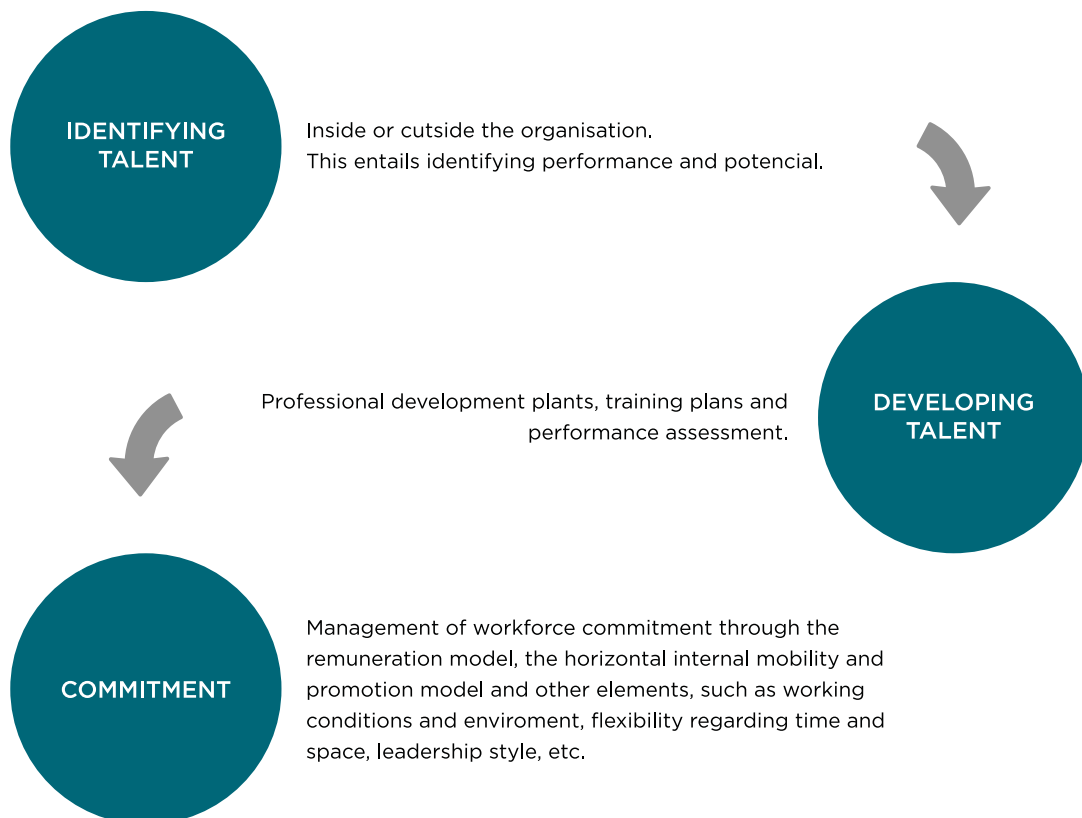 IDENTIFYING
TALENT
Inside or cutside the organisation.
This entails identifying performance and potencial.
Professional development plants, training plans and
performance assessment.
DEVELOPING
TALENT
COMMITMENT
Management of workforce commitment through the
remuneration model, the horizontal internal mobility and
promotion model and other elements, such as working
conditions and enviroment, flexibility regarding time and
space, leadership style, etc.